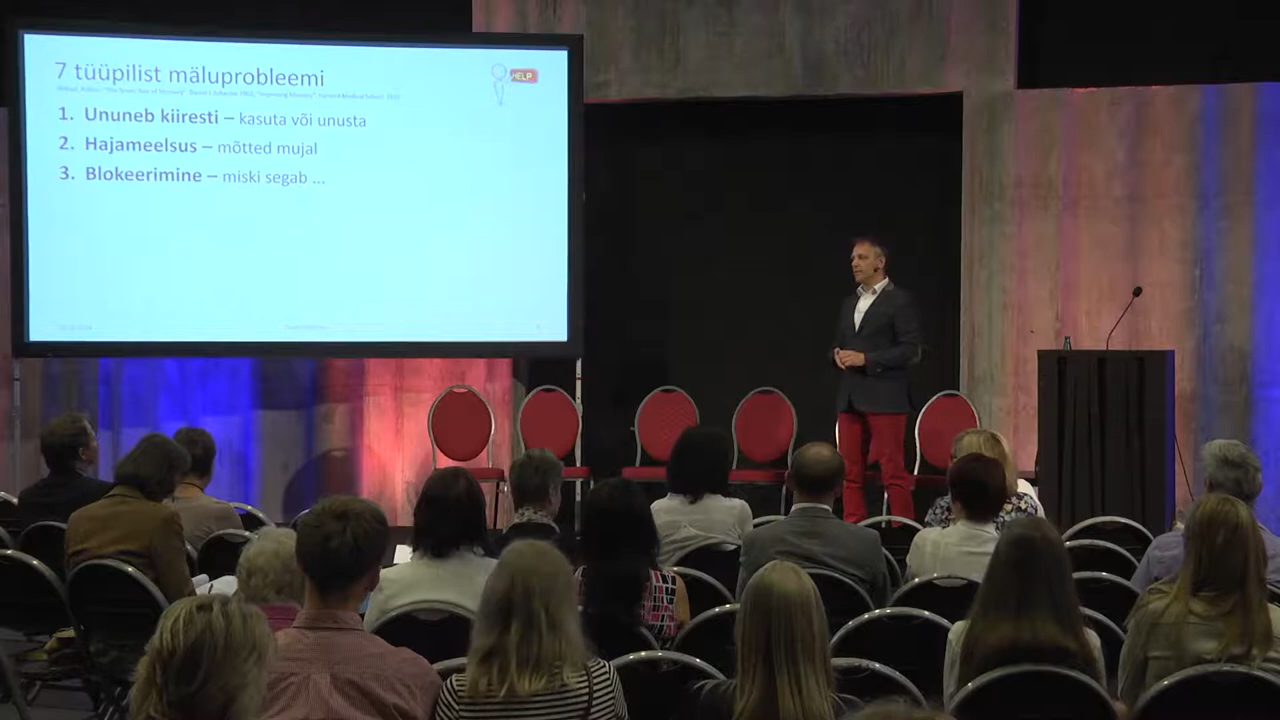 7 tüüpilist mäluprobleemi
HELP
1. Ununeb kiiresti – kasuta või unusta
2. Hajameelsus – mõtted mujal
3. Blokeerimine – miski segab ...